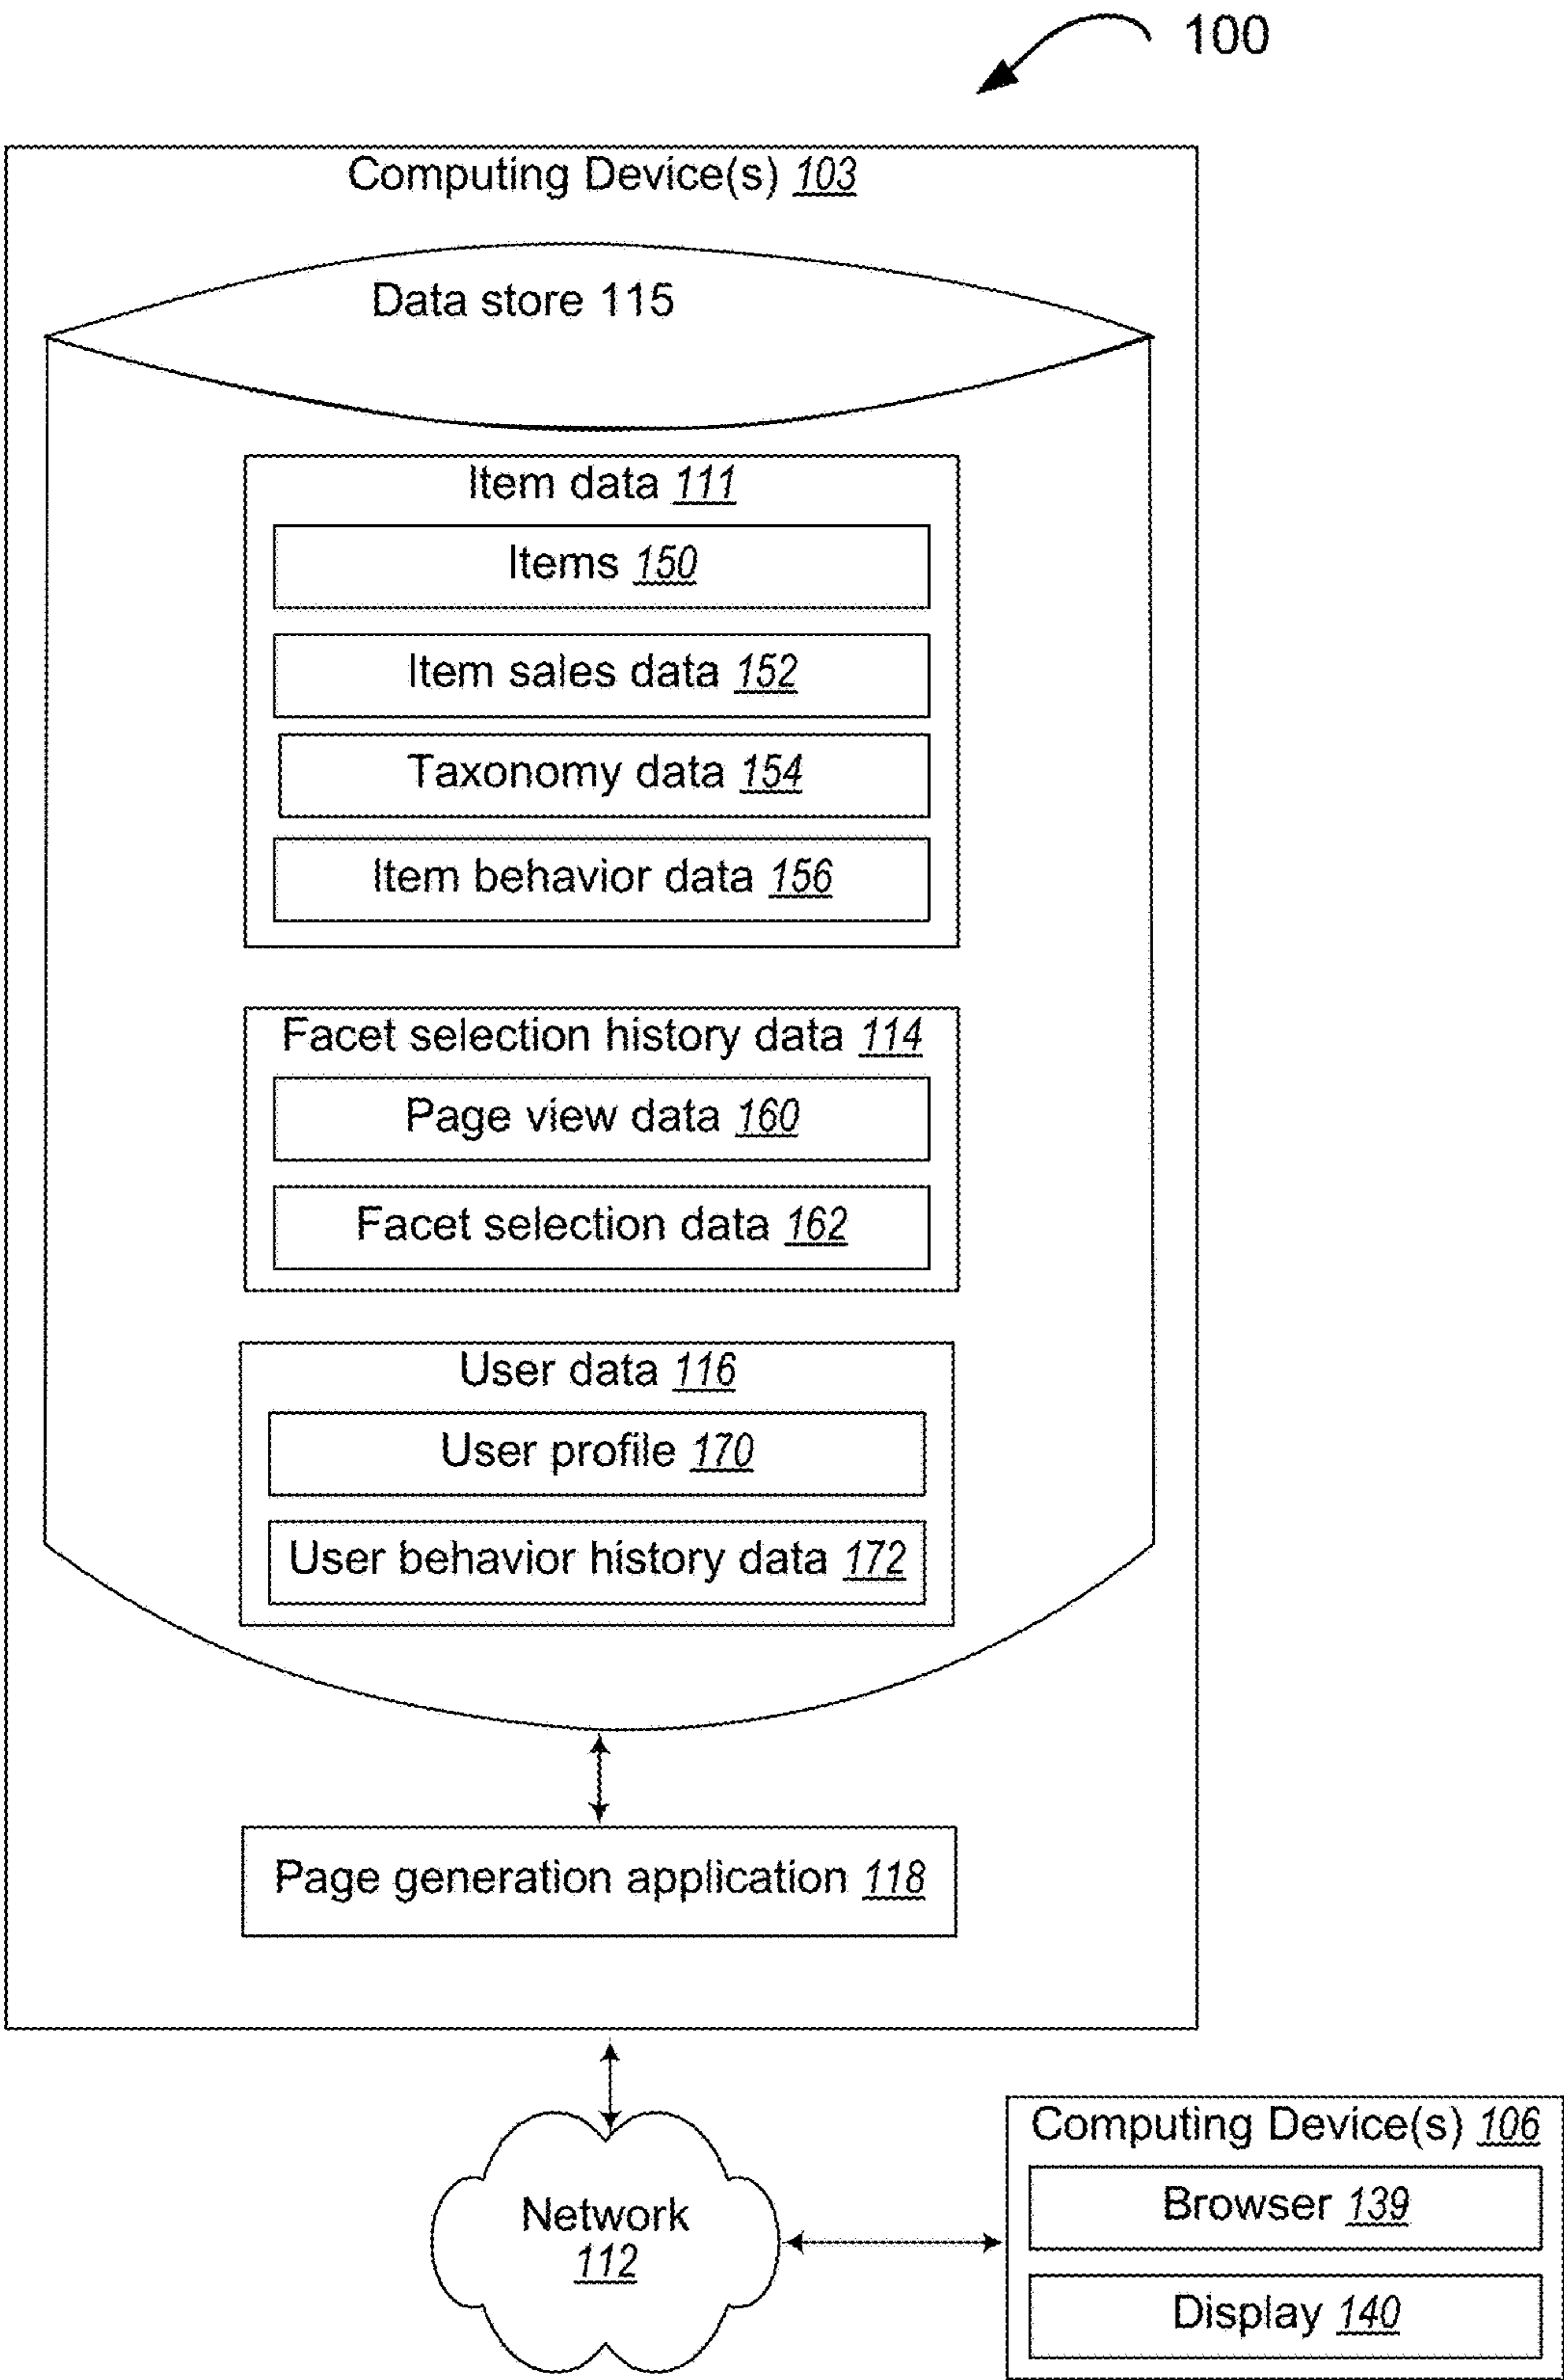 100
Computing Device(s) 103
Data store 115
Item data 111
Items 150
Item sales data 152
Taxonomy data 154
Item behavior data 156
Facet selection history data 114
Page view data 160
Facet selection data 162
User data 116
User profile 170
User behavior history data 172
Page generation application 118
Network
112
Computing Device(s) 106
Browser 139
Display 140